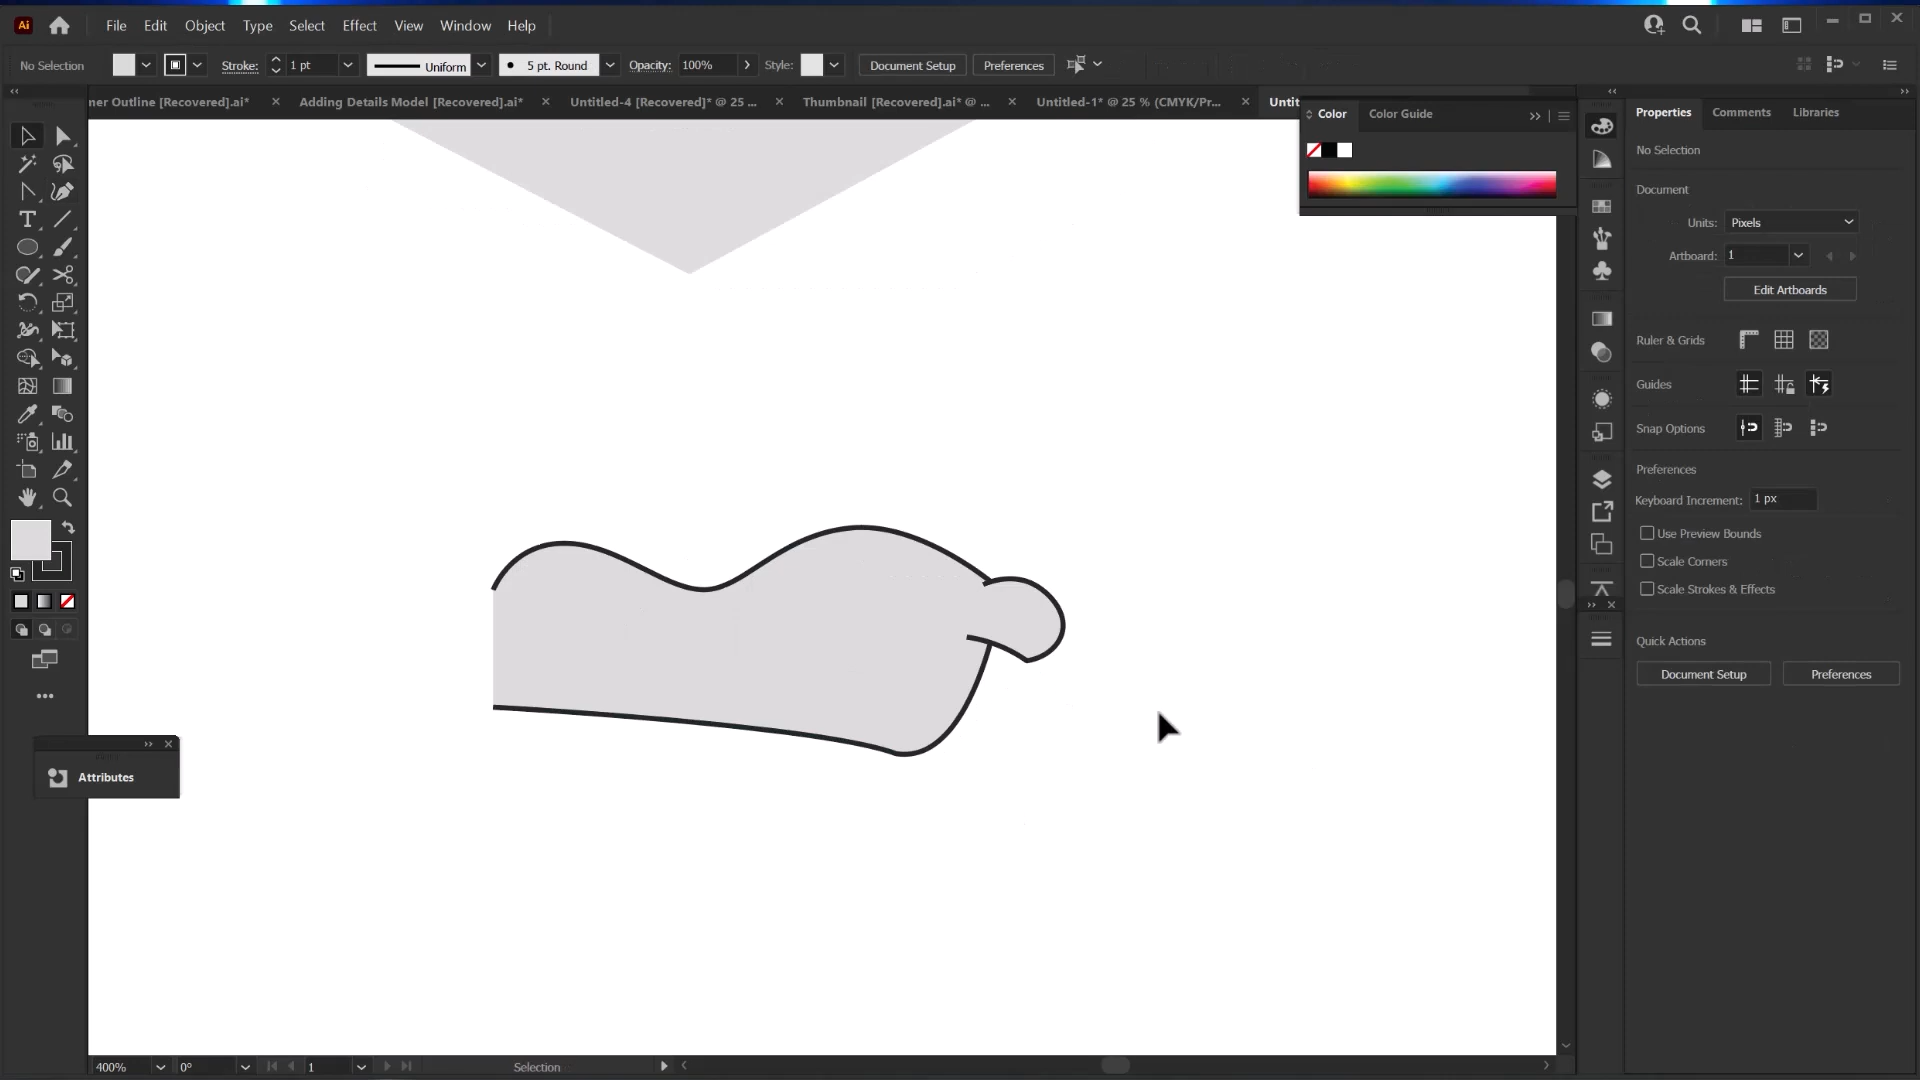 Ai File Edit Object Type Select Effect View Window Help
No Selection Stroke: 1 pt Uniform 5 pt. Round Opacity: 100% Style: Document Setup Preferences
ner Outline [Recovered].ai* Adding Details Model [Recovered].ai* Untitled-4 [Recovered]* @ 25 ... Thumbnail [Recovered].ai* @ ... Untitled-1* @ 25 % (CMYK/Pr... Untit
Color Color Guide
Properties Comments Libraries
No Selection
Document
Units: Pixels
Artboard: 1
Edit Artboards
Ruler & Grids
Guides
Snap Options
Preferences
Keyboard Increment: 1 px
Use Preview Bounds
Scale Corners
Scale Strokes & Effects
Quick Actions
Document Setup Preferences
Attributes
400% 0° 1 Selection